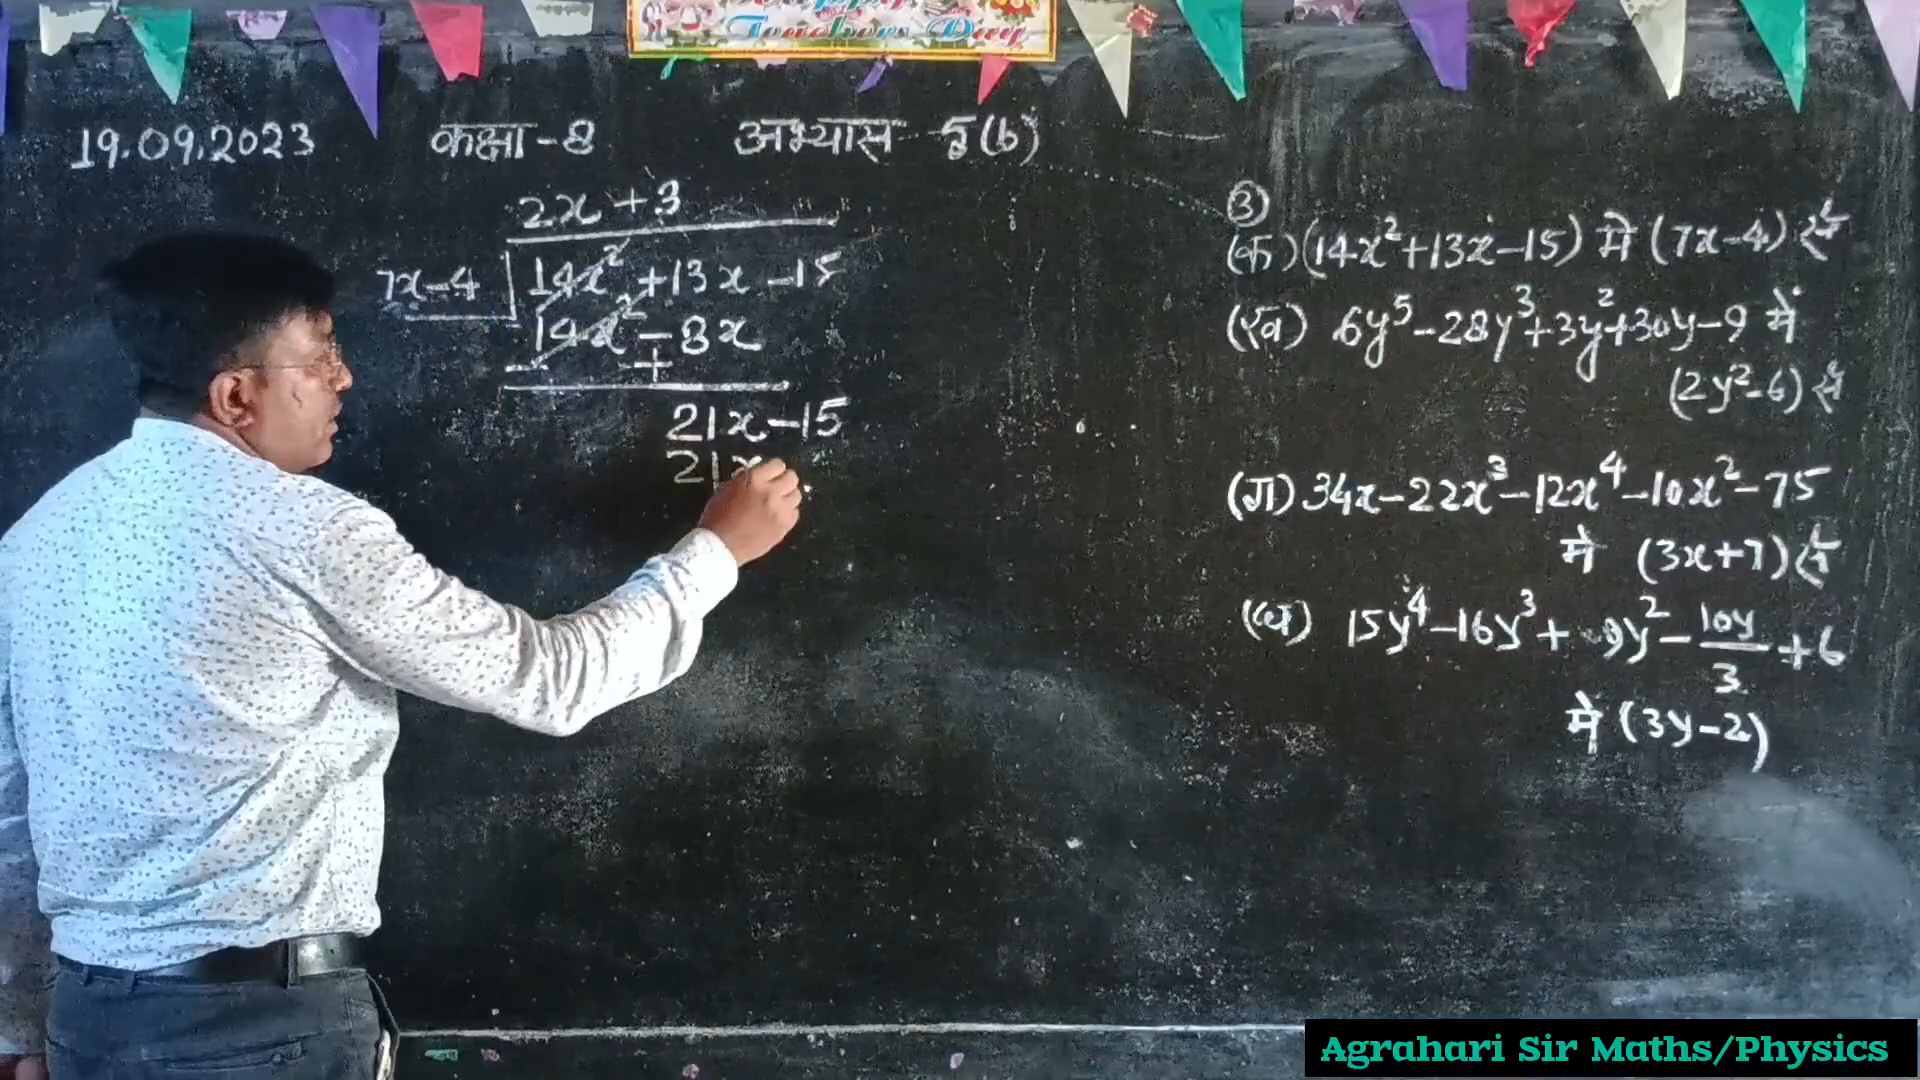 Teachers Day
19.09.2023 कक्षा-8 अभ्यास 5(b)
2x+3
7x-4 14x²+13x-15
14x²-8x
- +
21x-15
21x
③
(क) (14x²+13x-15) में (7x-4) से
(ख) 6y⁵-28y³+3y²+30y-9 में
(2y²-6) से
(ग) 34x-22x³-12x⁴-10x²-75
में (3x+7) से
(घ) 15y⁴-16y³+9y²-10y/3+6
में (3y-2)
Agrahari Sir Maths/Physics